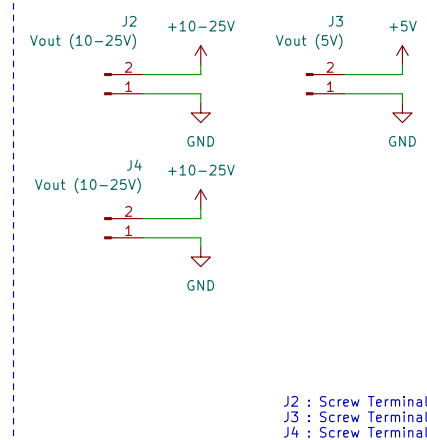 J2
Vout (10-25V)
+10-25V
2
1
GND
J3
Vout (5V)
+5V
2
1
GND
J4
Vout (10-25V)
+10-25V
2
1
GND
J2 : Screw Terminal
J3 : Screw Terminal
J4 : Screw Terminal